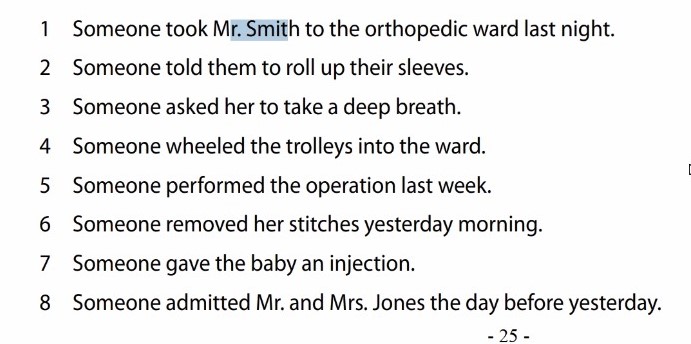 1 Someone took Mr. Smith to the orthopedic ward last night.
2 Someone told them to roll up their sleeves.
3 Someone asked her to take a deep breath.
4 Someone wheeled the trolleys into the ward.
5 Someone performed the operation last week.
6 Someone removed her stitches yesterday morning.
7 Someone gave the baby an injection.
8 Someone admitted Mr. and Mrs. Jones the day before yesterday.
- 25 -